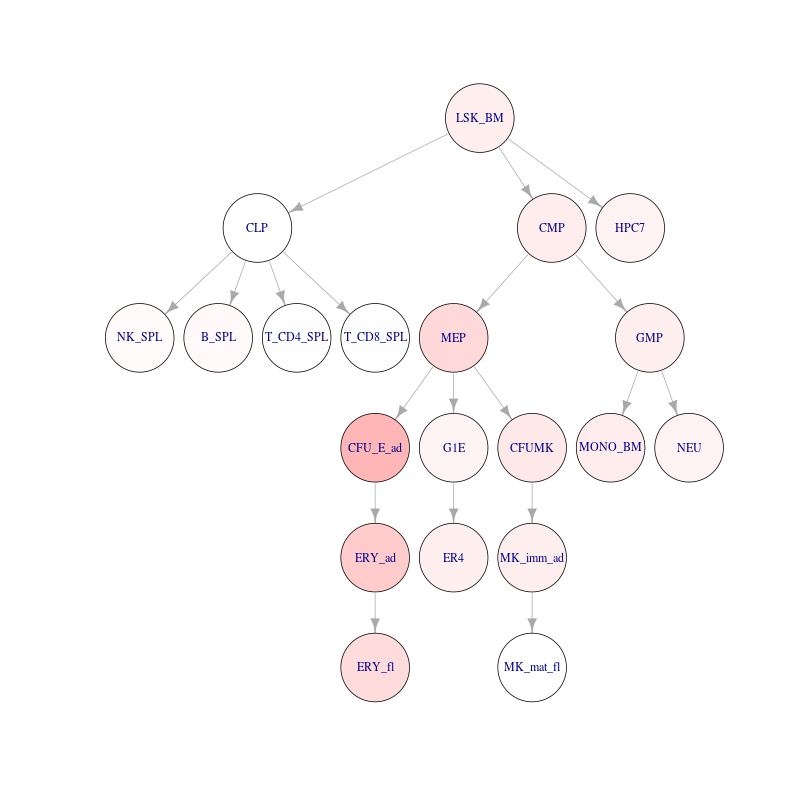 LSK_BM
CLP
CMP
HPC7
NK_SPL
B_SPL
T_CD4_SPL
T_CD8_SPL
MEP
GMP
CFU_E_ad
G1E
CFUMK
MONO_BM
NEU
ERY_ad
ER4
MK_imm_ad
ERY_fl
MK_mat_fl